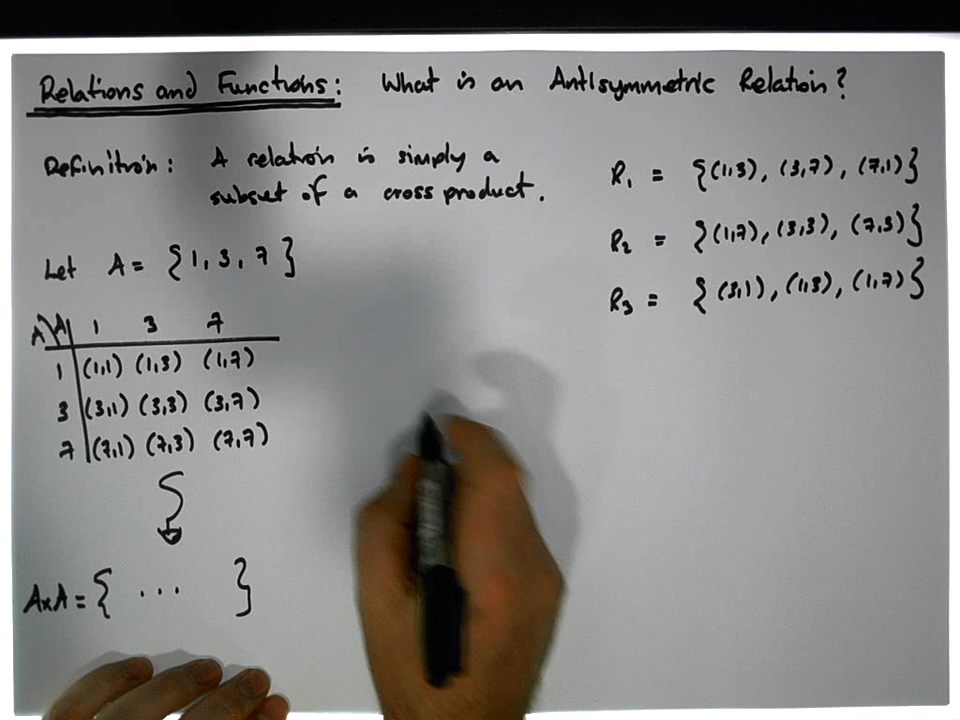 Relations and Functions: What is an Antisymmetric Relation?
Definition: A relation is simply a
subset of a cross product.
Let A = {1, 3, 7}
A\A 1 3 7
1 (1,1) (1,3) (1,7)
3 (3,1) (3,3) (3,7)
7 (7,1) (7,3) (7,7)
A×A = { ... }
R₁ = {(1,3), (3,7), (7,1)}
R₂ = {(1,7), (3,3), (7,3)}
R₃ = {(3,1), (1,3), (1,7)}